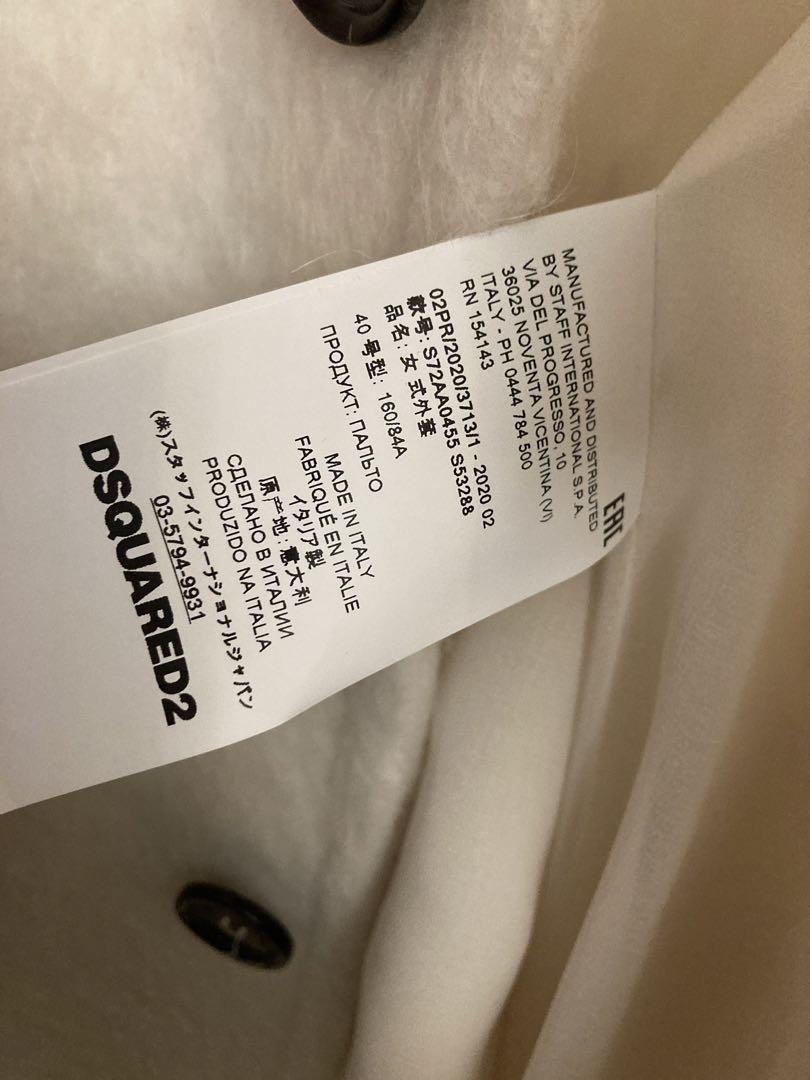 EAC
MANUFACTURED AND DISTRIBUTED
BY STAFF INTERNATIONAL S.P.A.
VIA DEL PROGRESSO, 10
36025 NOVENTA VICENTINA (VI)
ITALY - PH 0444 784 500
RN 154143
02PR/2020/3713/1 - 2020 02
款号: S72AA0455 S53288
品名: 女 式外套
40 号型: 160/84A
ПРОДУКТ: ПАЛЬТО
MADE IN ITALY
FABRIQUÉ EN ITALIE
イタリア製
原产地: 意大利
СДЕЛАНО В ИТАЛИИ
PRODUZIDO NA ITALIA
(株)スタッフインターナショナルジャパン
03-5794-9931
DSQUARED2